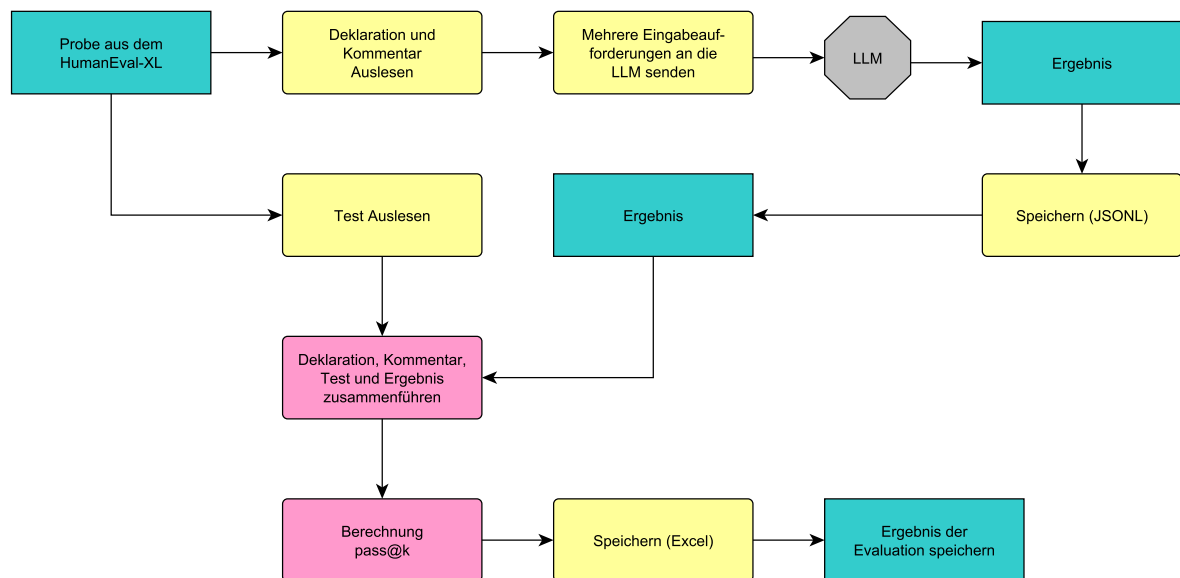 Probe aus dem
HumanEval-XL
Deklaration und
Kommentar
Auslesen
Mehrere Eingabeauf-
forderungen an die
LLM senden
LLM
Ergebnis
Test Auslesen
Ergebnis
Speichern (JSONL)
Deklaration, Kommentar,
Test und Ergebnis
zusammenführen
Berechnung
pass@k
Speichern (Excel)
Ergebnis der
Evaluation speichern